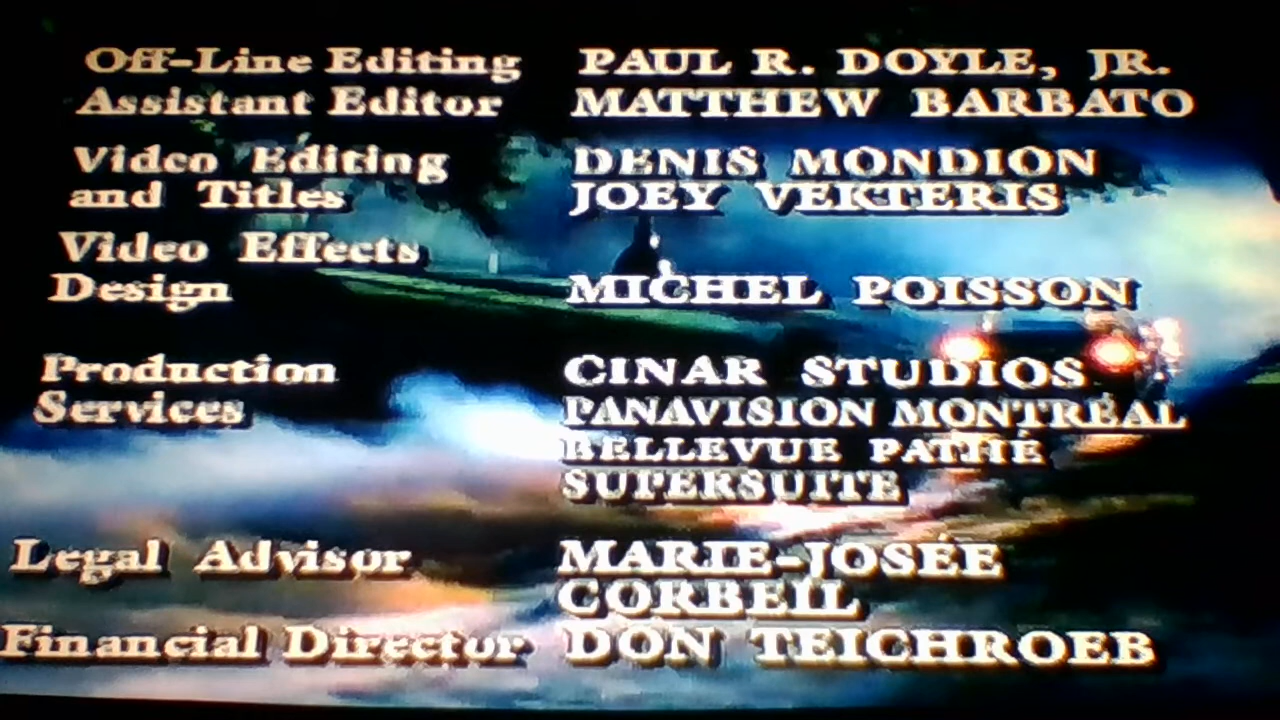 Off-Line Editing PAUL R. DOYLE, JR.
Assistant Editor MATTHEW BARBATO
Video Editing DENIS MONDION
and Titles JOEY VEKTERIS
Video Effects
Design MICHEL POISSON
Production CINAR STUDIOS
Services PANAVISION MONTRÉAL
BELLEVUE PATHÉ
SUPERSUITE
Legal Advisor MARIE-JOSÉE
CORBEIL
Financial Director DON TEICHROEB